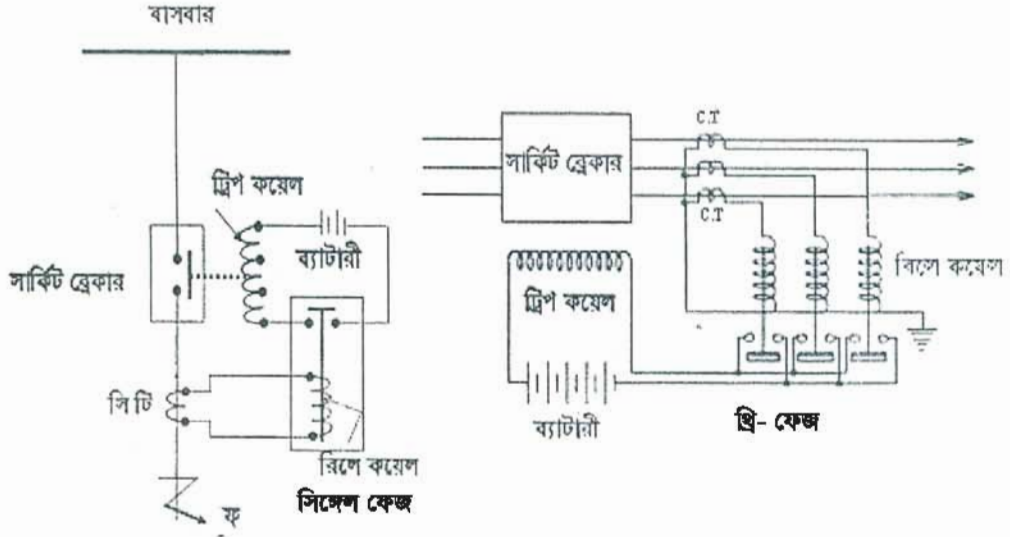 বাসবার
ট্রিপ কয়েল
ব্যাটারী
সার্কিট ব্রেকার
সি টি
রিলে কয়েল
সিঙ্গেল ফেজ
C.T
সার্কিট ব্রেকার
C.T
রিলে কয়েল
ট্রিপ কয়েল
ব্যাটারী
থ্রি- ফেজ